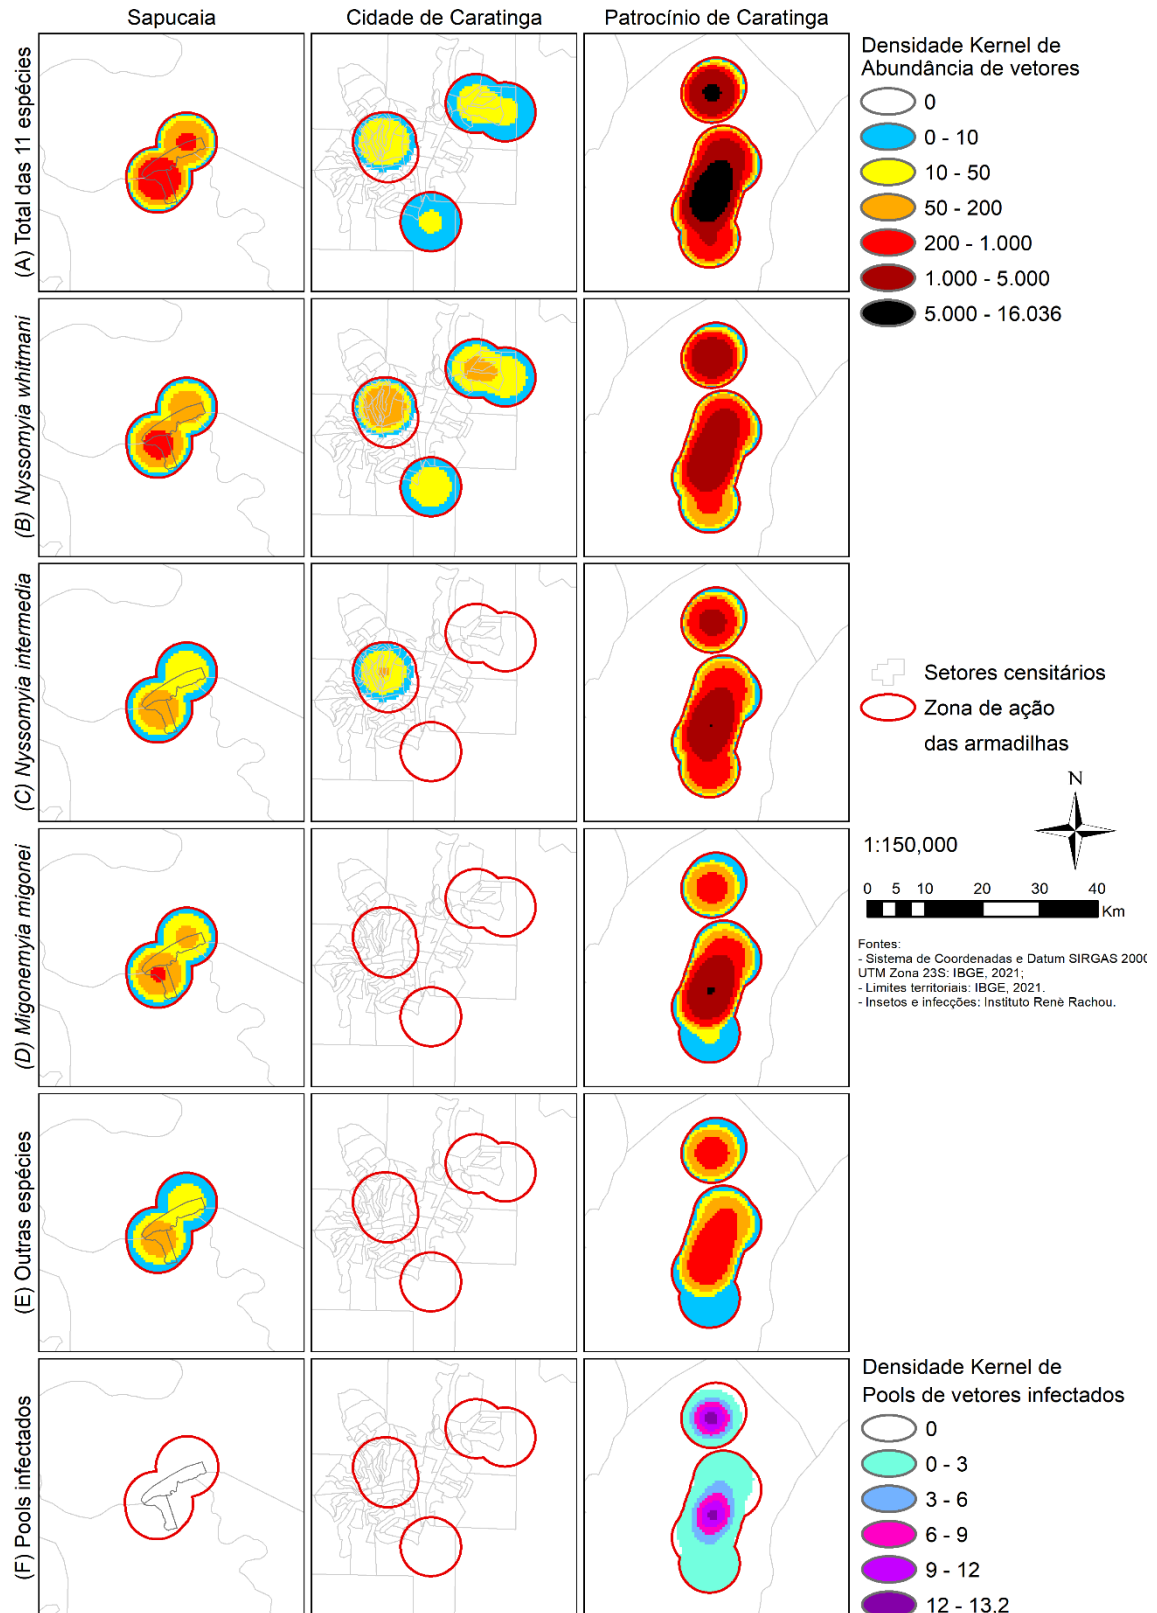 Sapucaia
Cidade de Caratinga
Patrocínio de Caratinga
(A) Total das 11 espécies
Densidade Kernel de
Abundância de vetores
0
0 - 10
10 - 50
50 - 200
200 - 1.000
1.000 - 5.000
5.000 - 16.036
(B) Nyssomyia whitmani
(C) Nyssomyia intermedia
Setores censitários
Zona de ação
das armadilhas
N
1:150,000
0 5 10 20 30 40
Km
Fontes:
- Sistema de Coordenadas e Datum SIRGAS 200
UTM Zona 23S: IBGE, 2021;
- Limites territoriais: IBGE, 2021.
- Insetos e infecções: Instituto Renè Rachou.
(D) Migonemyia migonei
(E) Outras espécies
(F) Pools infectados
Densidade Kernel de
Pools de vetores infectados
0
0 - 3
3 - 6
6 - 9
9 - 12
12 - 13,2